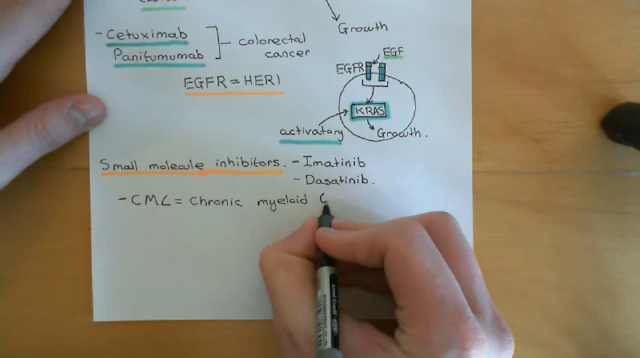 Growth
- Cetuximab
Panitumumab
colorectal
cancer
EGFR = HER1
EGFR
EGF
KRAS
activatory
Growth.
Small molecule inhibitors. - Imatinib
- Dasatinib.
- CML = Chronic myeloid